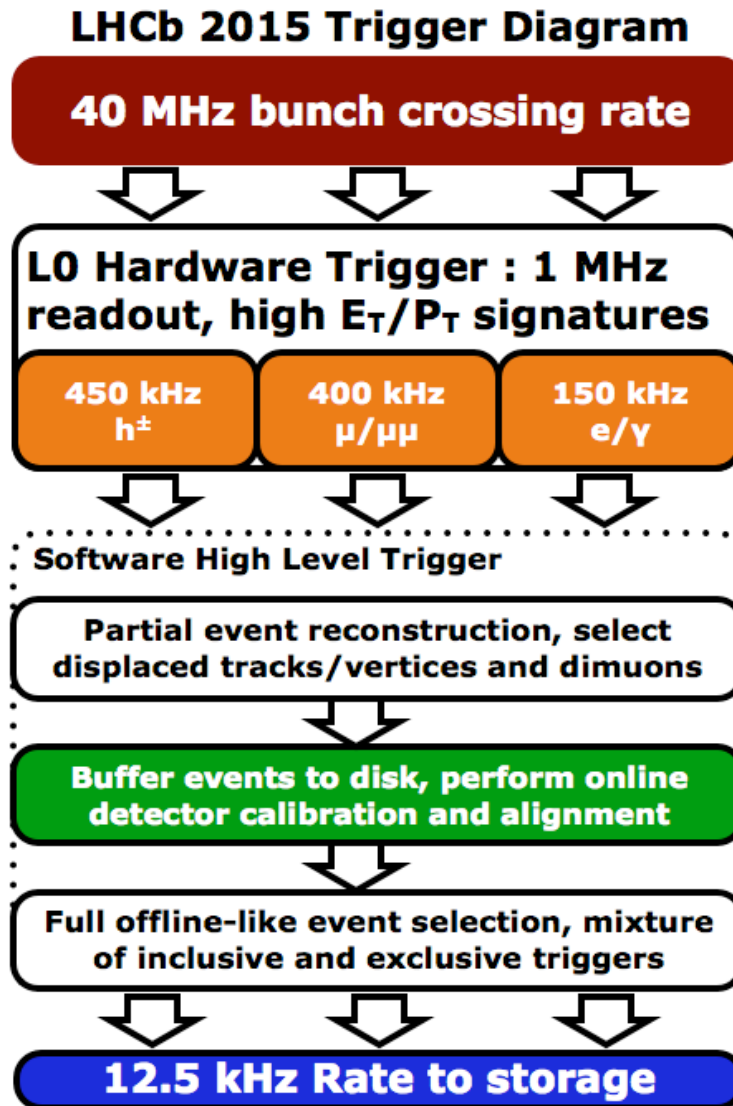 LHCb 2015 Trigger Diagram
40 MHz bunch crossing rate
L0 Hardware Trigger : 1 MHz
readout, high E_T/P_T signatures
450 kHz
h±
400 kHz
μ/μμ
150 kHz
e/γ
Software High Level Trigger
Partial event reconstruction, select
displaced tracks/vertices and dimuons
Buffer events to disk, perform online
detector calibration and alignment
Full offline-like event selection, mixture
of inclusive and exclusive triggers
12.5 kHz Rate to storage